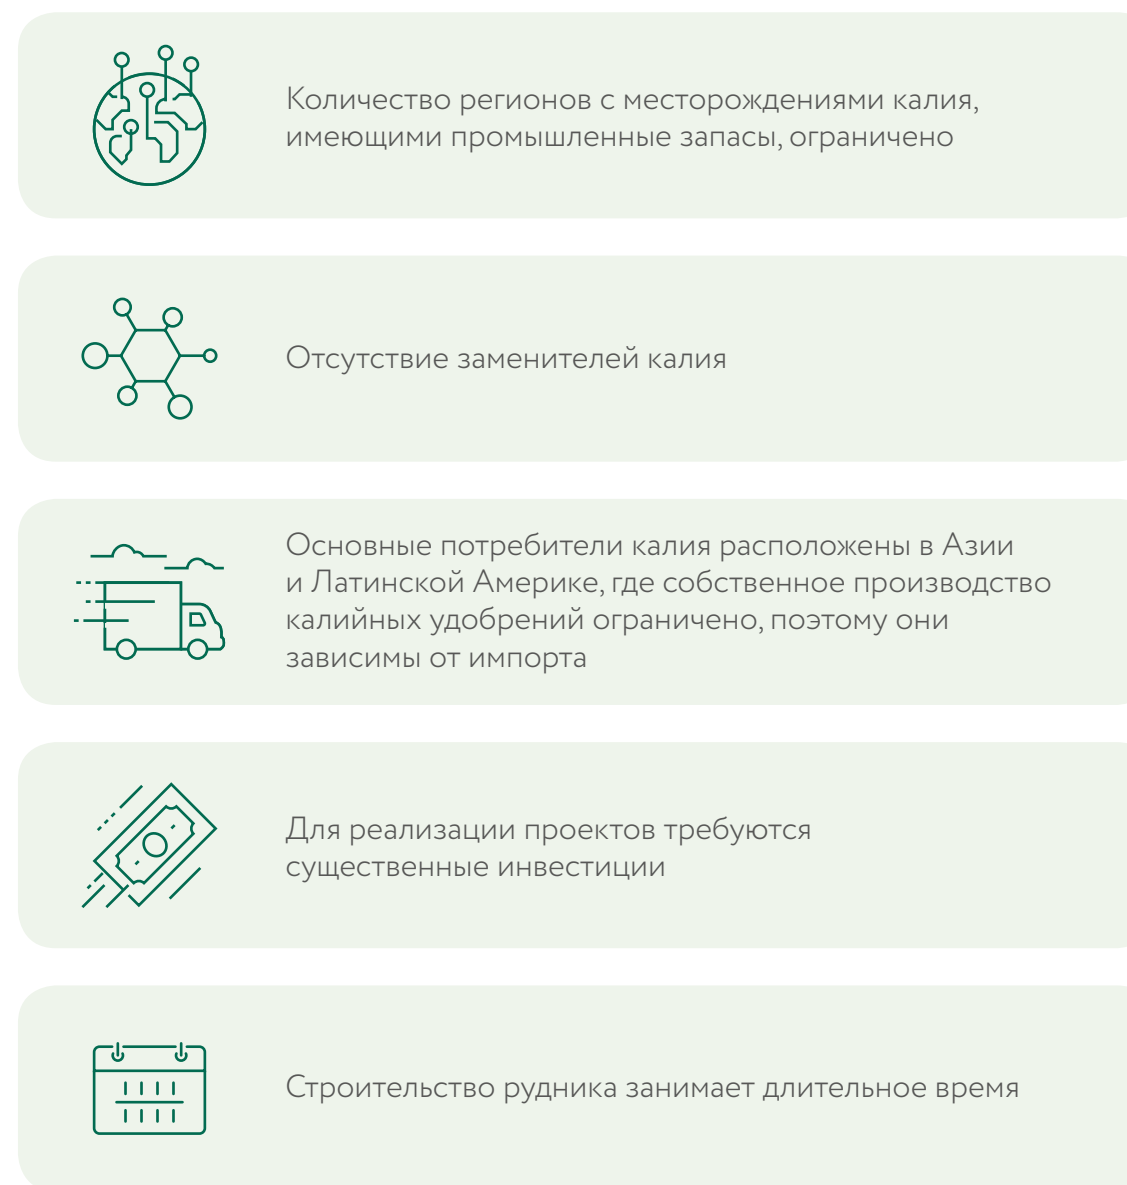 Количество регионов с месторождениями калия,
имеющими промышленные запасы, ограничено
Отсутствие заменителей калия
Основные потребители калия расположены в Азии
и Латинской Америке, где собственное производство
калийных удобрений ограничено, поэтому они
зависимы от импорта
Для реализации проектов требуются
существенные инвестиции
Строительство рудника занимает длительное время